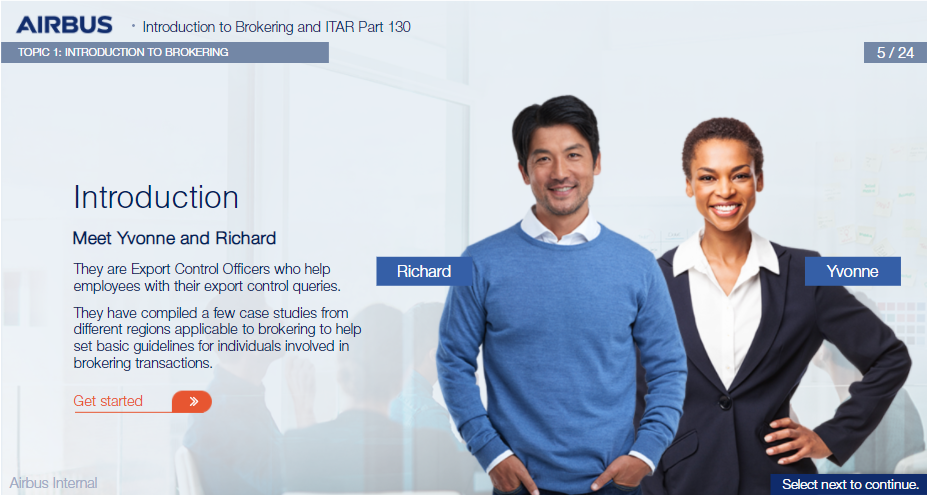 AIRBUS · Introduction to Brokering and ITAR Part 130
TOPIC 1: INTRODUCTION TO BROKERING
5 / 24
Introduction
Meet Yvonne and Richard
They are Export Control Officers who help
employees with their export control queries.
They have compiled a few case studies from
different regions applicable to brokering to help
set basic guidelines for individuals involved in
brokering transactions.
Get started
Richard
Yvonne
Airbus Internal
Select next to continue.